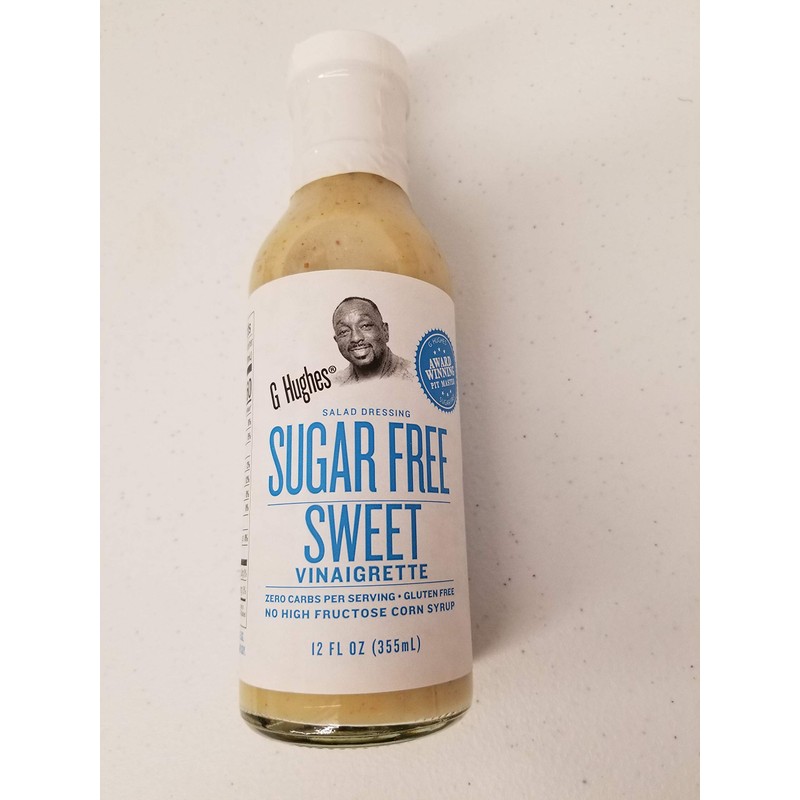 G Hughes®
G HUGHES
AWARD
WINNING
PIT MASTER
SALAD DRESSING
SUGAR FREE
SWEET
VINAIGRETTE
ZERO CARBS PER SERVING • GLUTEN FREE
NO HIGH FRUCTOSE CORN SYRUP
12 FL OZ (355mL)